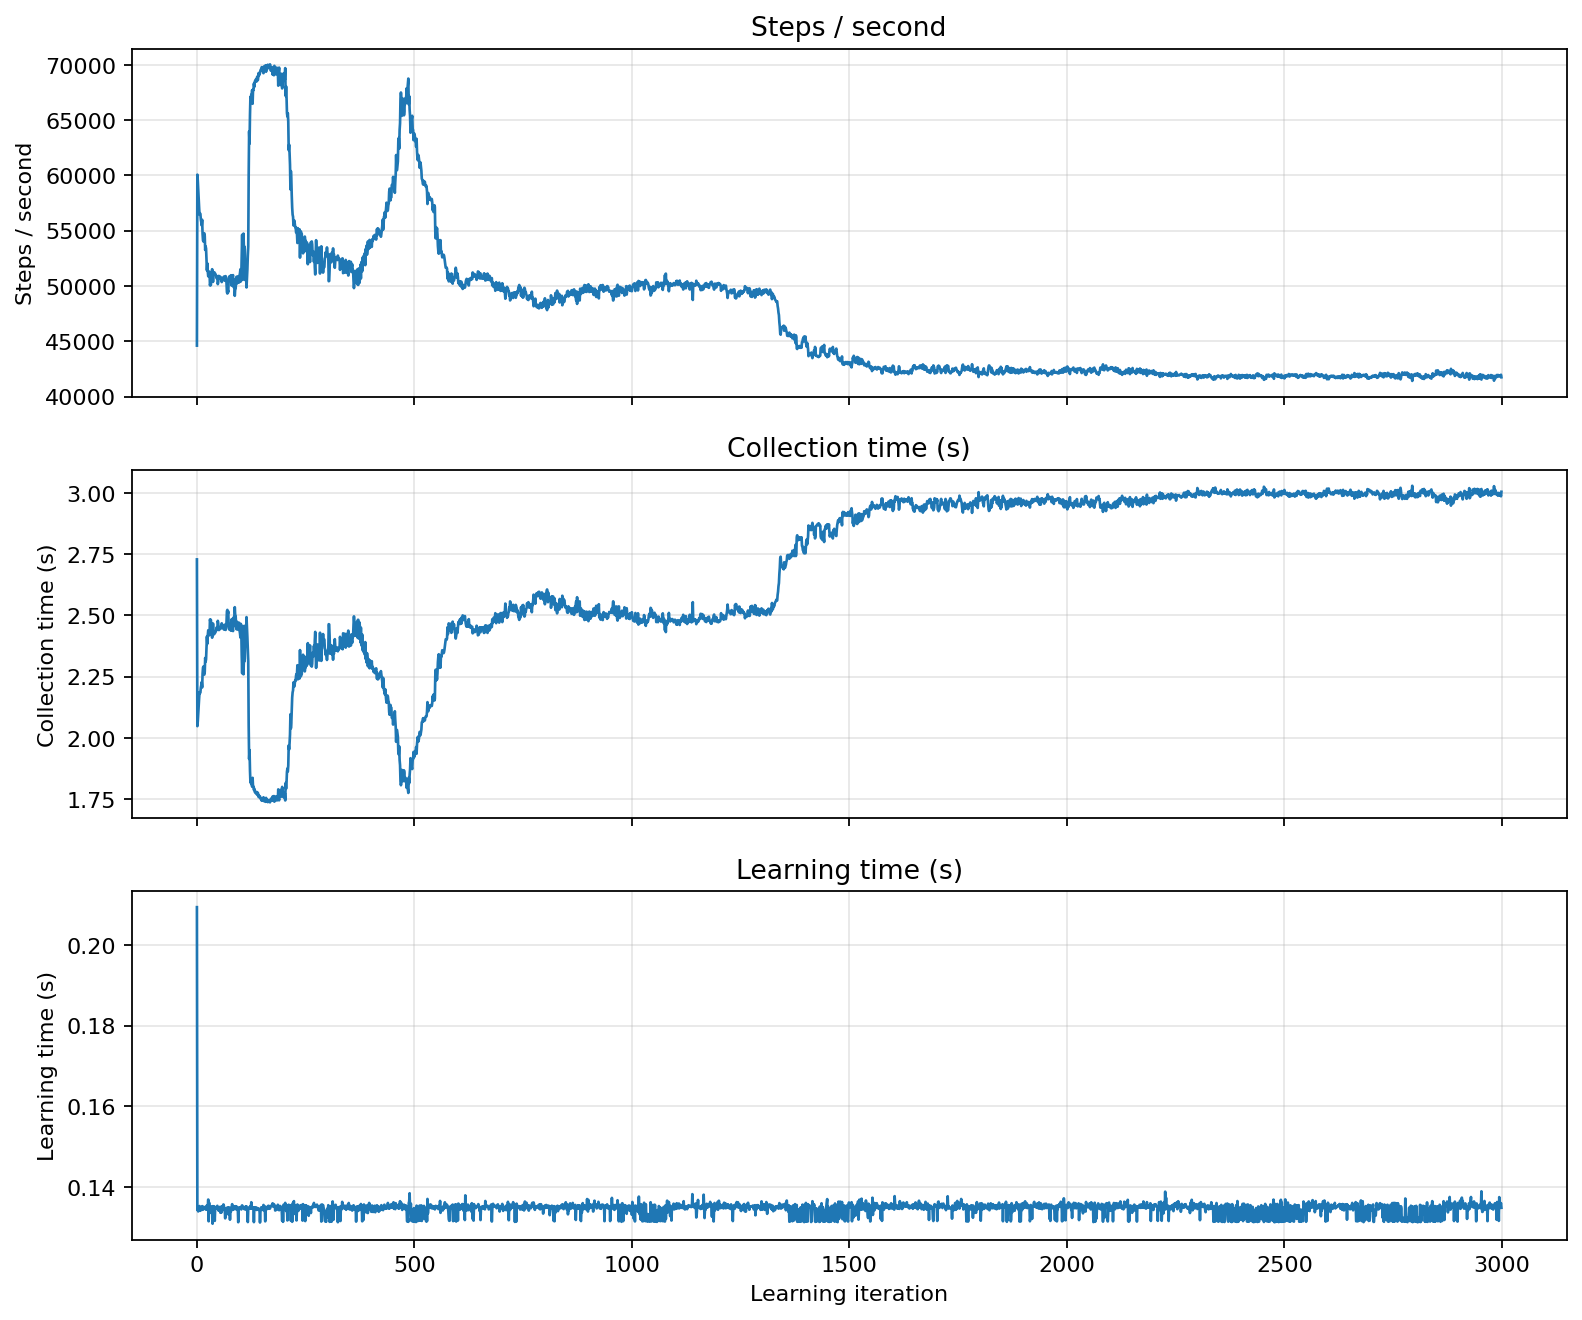 Steps / second
Steps / second
70000
65000
60000
55000
50000
45000
40000
Collection time (s)
Collection time (s)
3.00
2.75
2.50
2.25
2.00
1.75
Learning time (s)
Learning time (s)
0.20
0.18
0.16
0.14
0 500 1000 1500 2000 2500 3000
Learning iteration